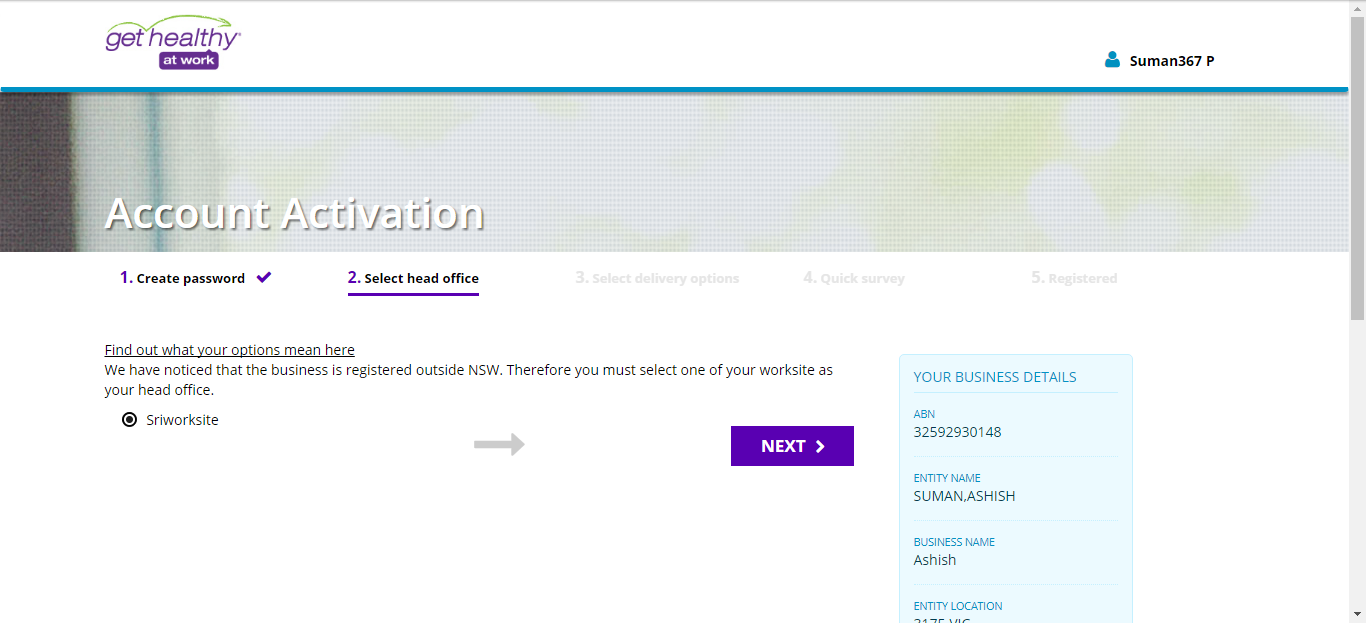 get healthy
at work
Suman367 P
Account Activation
1. Create password
2. Select head office
3. Select delivery options
4. Quick survey
5. Registered
Find out what your options mean here
We have noticed that the business is registered outside NSW. Therefore you must select one of your worksite as
your head office.
Sriworksite
NEXT
YOUR BUSINESS DETAILS
ABN
32592930148
ENTITY NAME
SUMAN,ASHISH
BUSINESS NAME
Ashish
ENTITY LOCATION
3175 VIC